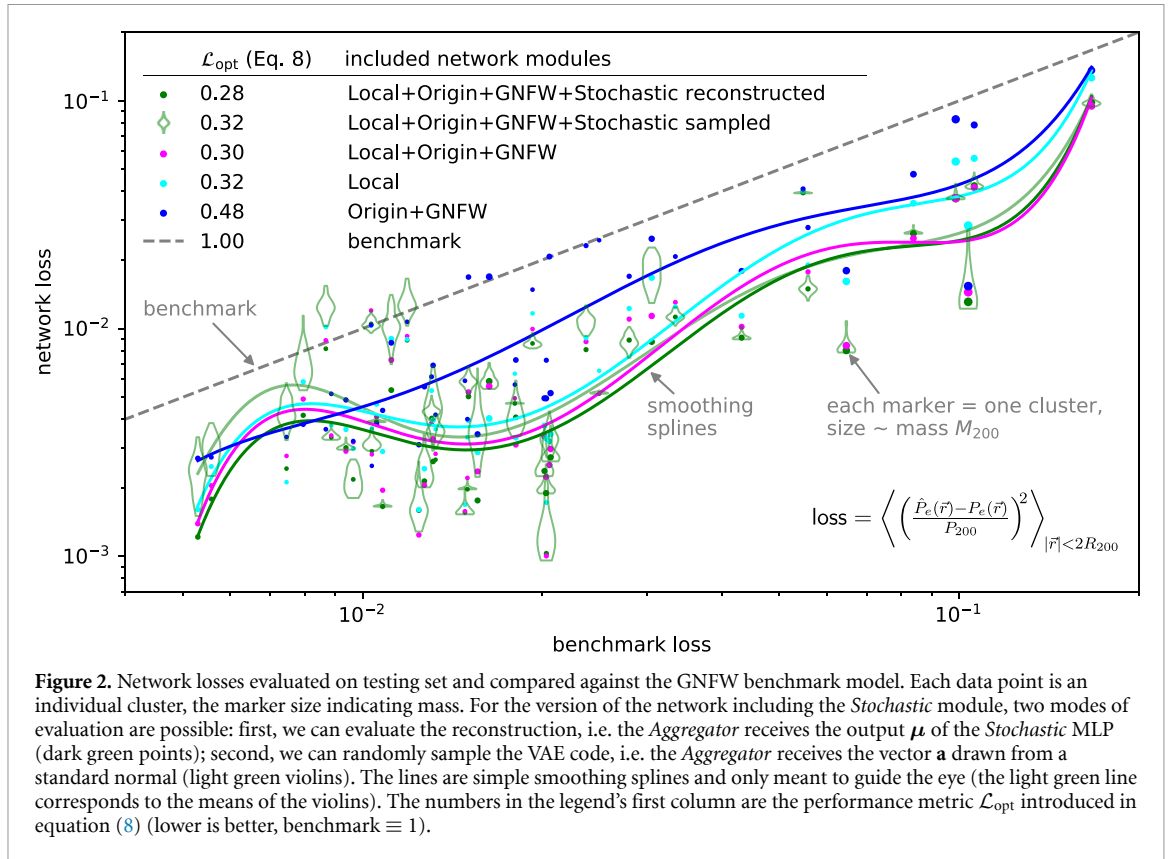 ℒopt (Eq. 8) included network modules
0.28 Local+Origin+GNFW+Stochastic reconstructed
0.32 Local+Origin+GNFW+Stochastic sampled
0.30 Local+Origin+GNFW
0.32 Local
0.48 Origin+GNFW
1.00 benchmark
network loss
10⁻¹
10⁻²
10⁻³
benchmark
smoothing
splines
each marker = one cluster,
size ~ mass M₂₀₀
loss = ⟨((P̂ₑ(r⃗)−Pₑ(r⃗))/P₂₀₀)²⟩|r⃗|<2R₂₀₀
10⁻² 10⁻¹
benchmark loss
Figure 2. Network losses evaluated on testing set and compared against the GNFW benchmark model. Each data point is an
individual cluster, the marker size indicating mass. For the version of the network including the Stochastic module, two modes of
evaluation are possible: first, we can evaluate the reconstruction, i.e. the Aggregator receives the output μ of the Stochastic MLP
(dark green points); second, we can randomly sample the VAE code, i.e. the Aggregator receives the vector a drawn from a
standard normal (light green violins). The lines are simple smoothing splines and only meant to guide the eye (the light green line
corresponds to the means of the violins). The numbers in the legend's first column are the performance metric ℒopt introduced in
equation (8) (lower is better, benchmark ≡ 1).